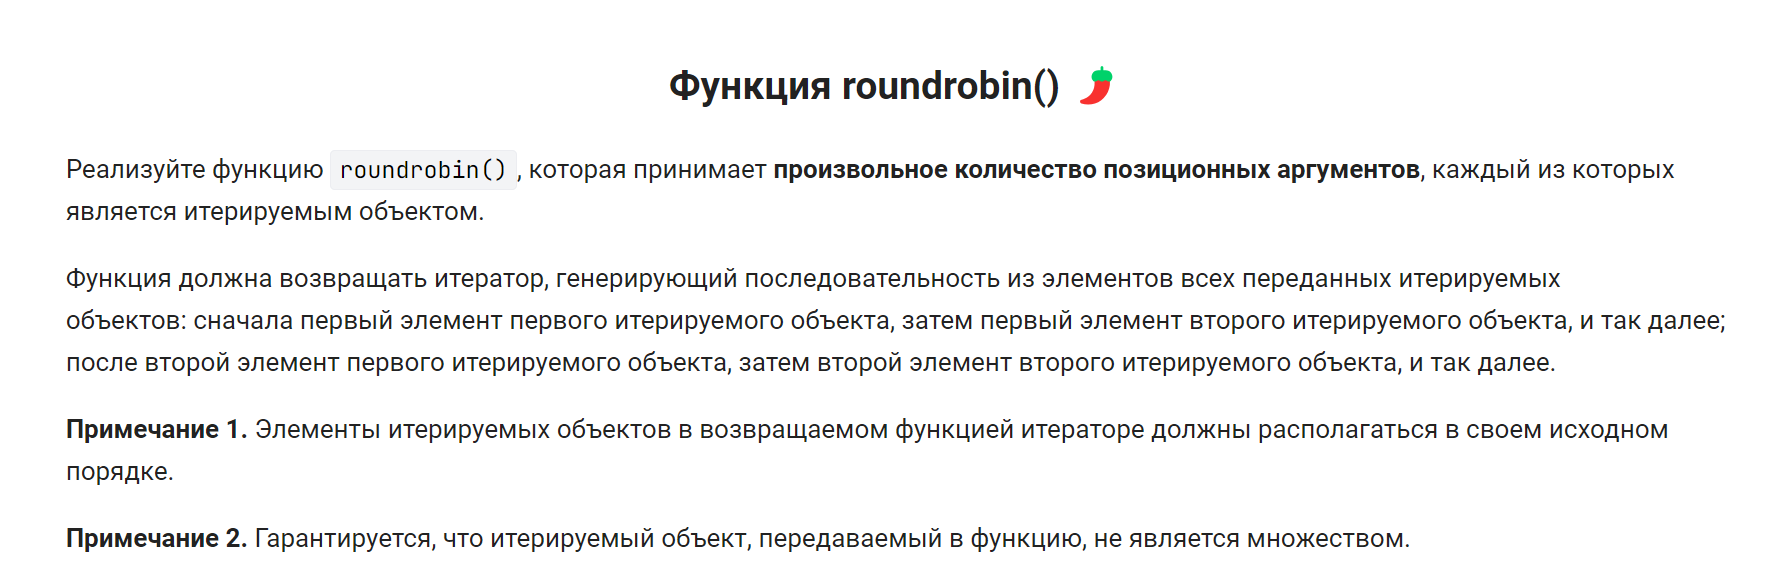 Функция roundrobin() 🌶️
Реализуйте функцию roundrobin(), которая принимает произвольное количество позиционных аргументов, каждый из которых
является итерируемым объектом.
Функция должна возвращать итератор, генерирующий последовательность из элементов всех переданных итерируемых
объектов: сначала первый элемент первого итерируемого объекта, затем первый элемент второго итерируемого объекта, и так далее;
после второй элемент первого итерируемого объекта, затем второй элемент второго итерируемого объекта, и так далее.
Примечание 1. Элементы итерируемых объектов в возвращаемом функцией итераторе должны располагаться в своем исходном
порядке.
Примечание 2. Гарантируется, что итерируемый объект, передаваемый в функцию, не является множеством.